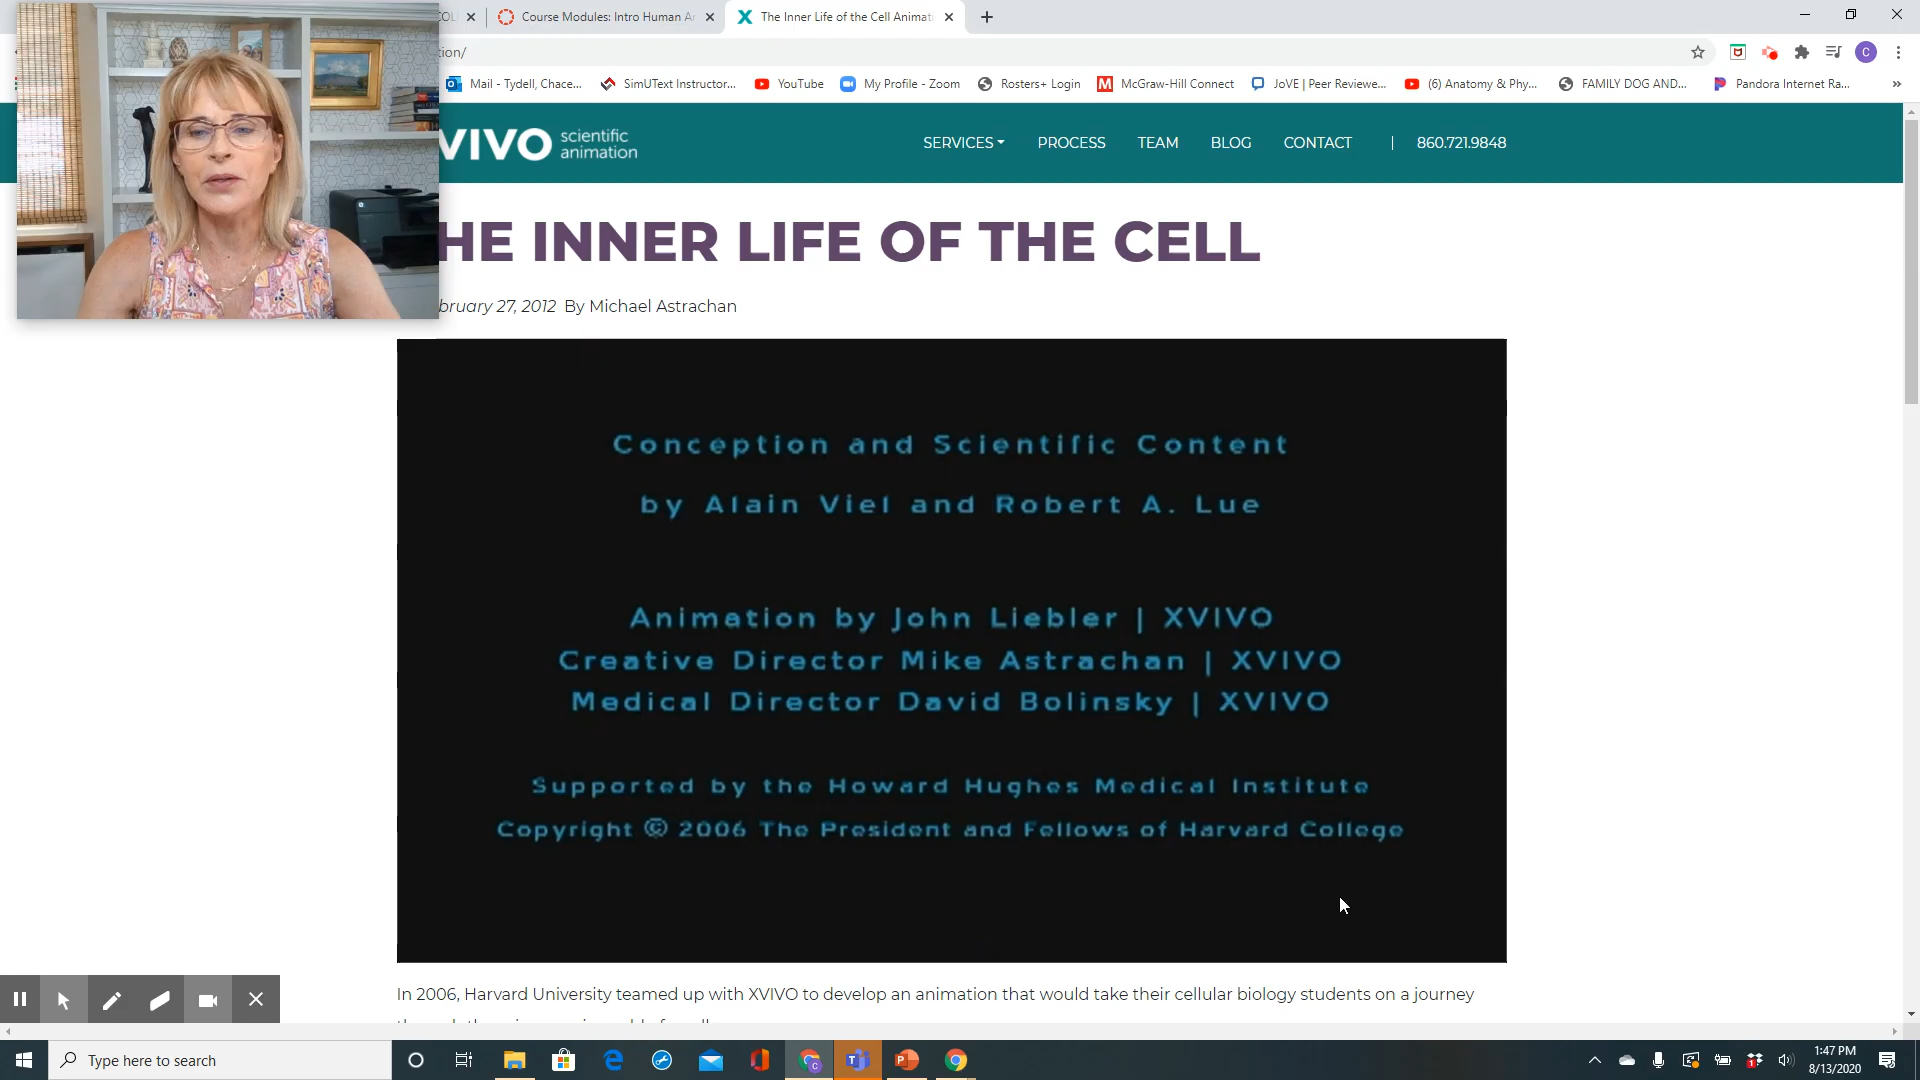 Course Modules: Intro Human A
The Inner Life of the Cell Animat
tion/
Mail - Tydell, Chace...
SimUText Instructor...
YouTube
My Profile - Zoom
Rosters+ Login
McGraw-Hill Connect
JoVE | Peer Reviewe...
(6) Anatomy & Phy...
FAMILY DOG AND...
Pandora Internet Ra...
»
VIVO scientific
animation
SERVICES
PROCESS
TEAM
BLOG
CONTACT
|
860.721.9848
HE INNER LIFE OF THE CELL
bruary 27, 2012 By Michael Astrachan
Conception and Scientific Content
by Alain Viel and Robert A. Lue
Animation by John Liebler | XVIVO
Creative Director Mike Astrachan | XVIVO
Medical Director David Bolinsky | XVIVO
Supported by the Howard Hughes Medical Institute
Copyright © 2006 The President and Fellows of Harvard College
In 2006, Harvard University teamed up with XVIVO to develop an animation that would take their cellular biology students on a journey
Type here to search
1:47 PM
8/13/2020